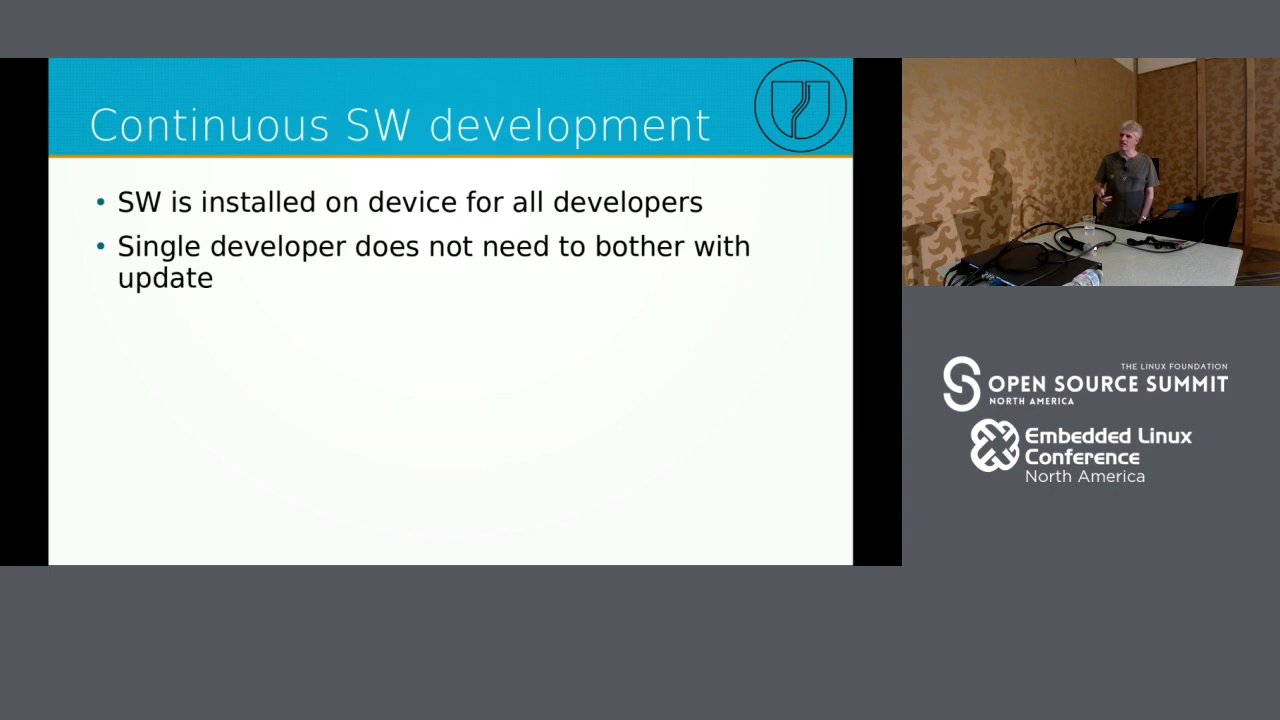 Continuous SW development
• SW is installed on device for all developers
• Single developer does not need to bother with
update
THE LINUX FOUNDATION
OPEN SOURCE SUMMIT
NORTH AMERICA
Embedded Linux
Conference
North America